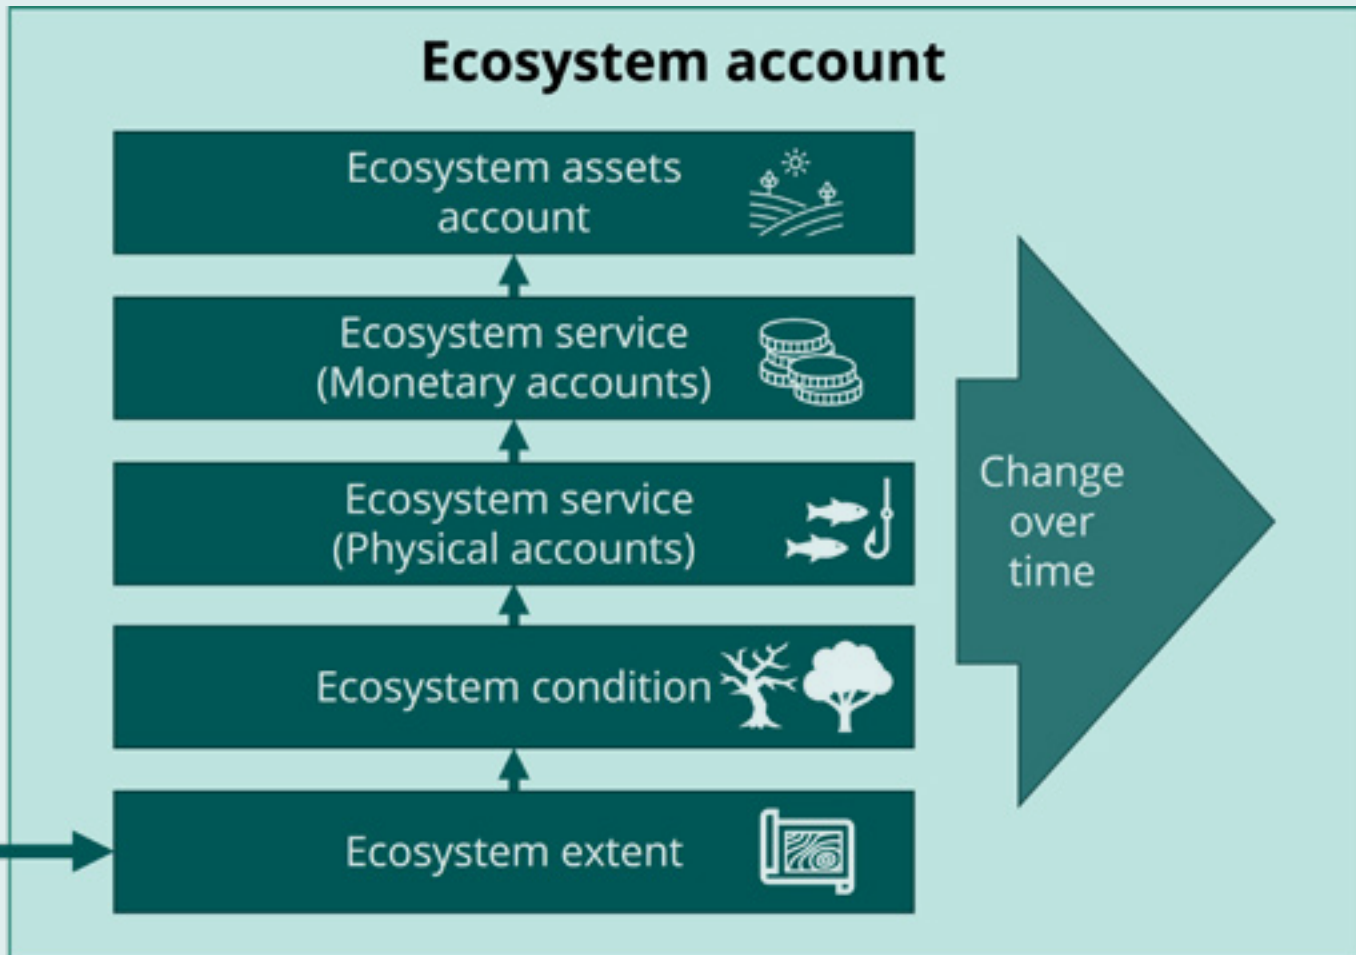 Ecosystem account
Ecosystem assets
account
Ecosystem service
(Monetary accounts)
Ecosystem service
(Physical accounts)
Ecosystem condition
Ecosystem extent
Change
over
time